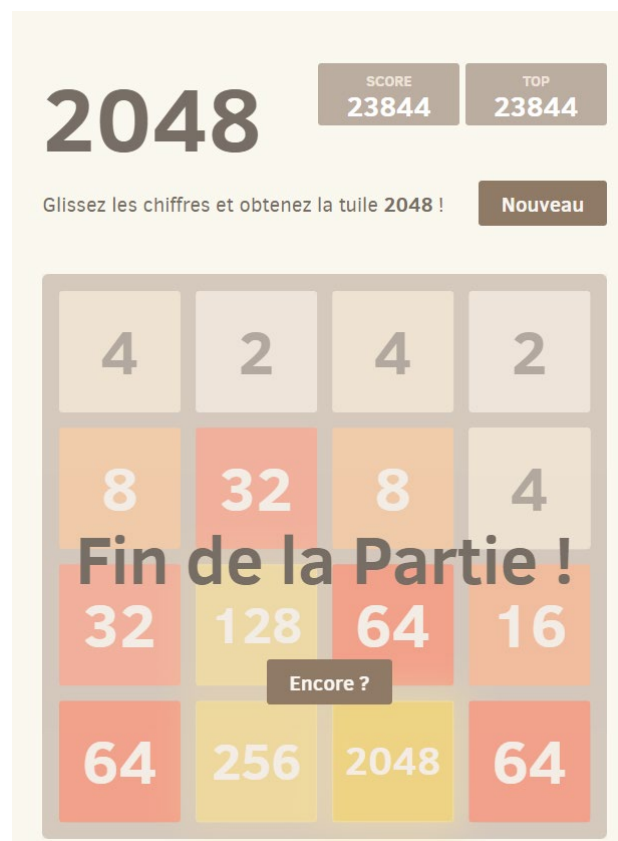 2048
SCORE
23844
TOP
23844
Glissez les chiffres et obtenez la tuile 2048 !
Nouveau
4 2 4 2
8 32 8 4
Fin de la Partie !
32 128 64 16
Encore ?
64 256 2048 64